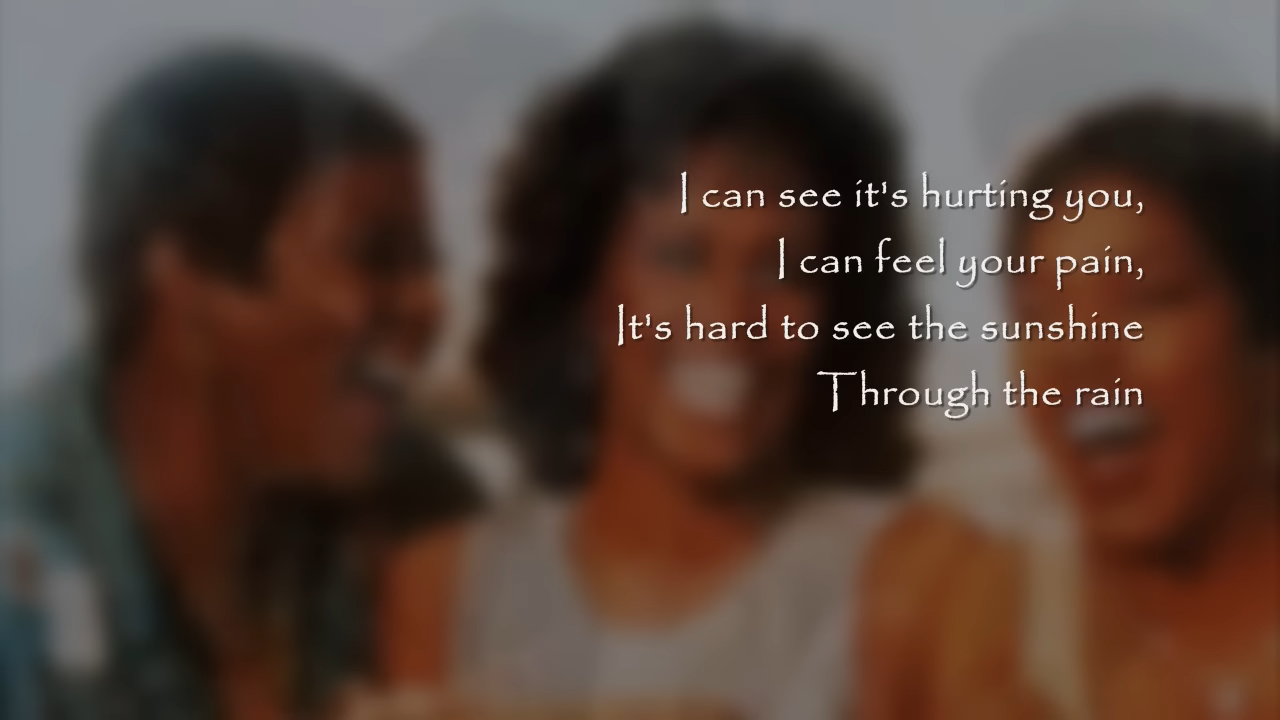 I can see it's hurting you,
I can feel your pain,
It's hard to see the sunshine
Through the rain